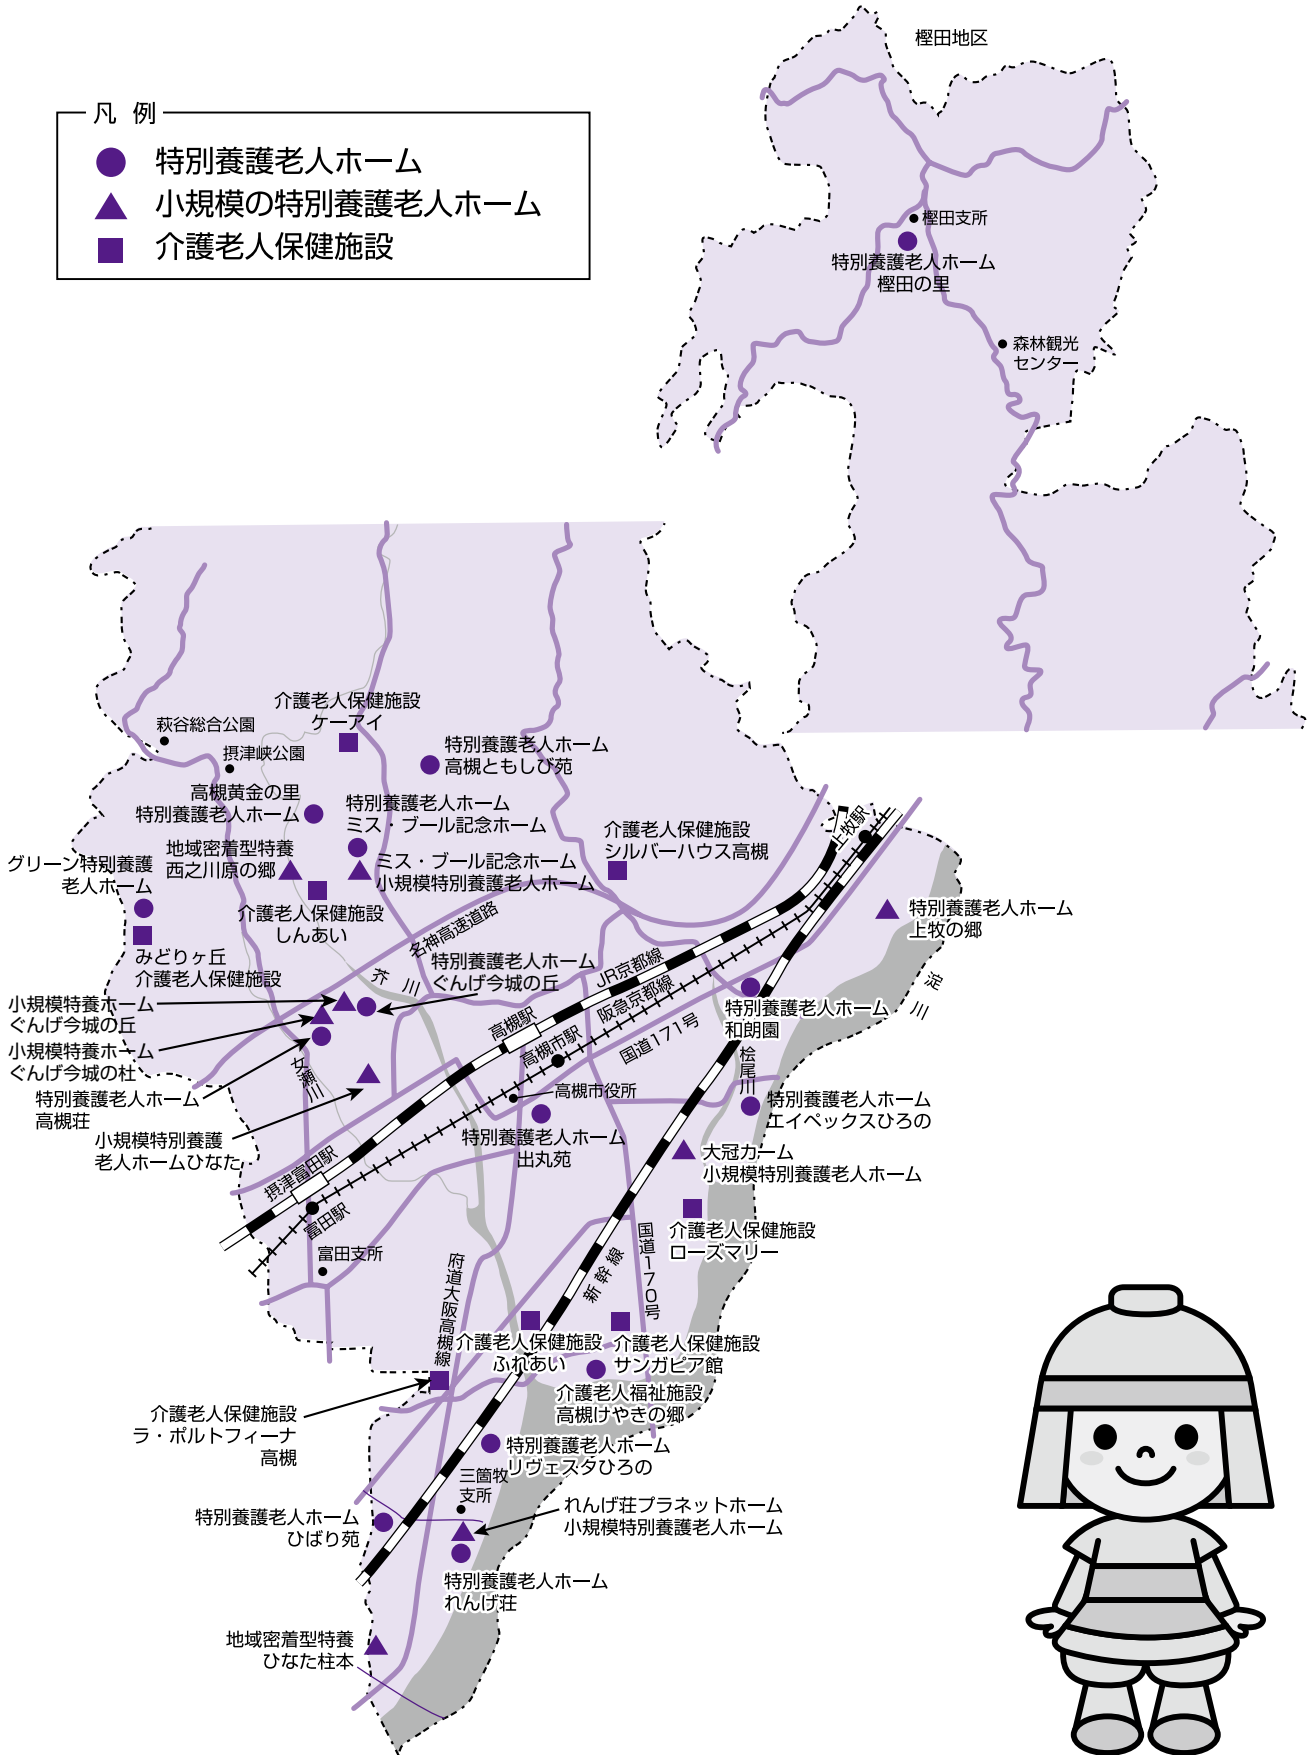 樫田地区
凡 例
特別養護老人ホーム
小規模の特別養護老人ホーム
介護老人保健施設
樫田支所
特別養護老人ホーム
樫田の里
森林観光
センター
介護老人保健施設
ケーアイ
萩谷総合公園
摂津峡公園
特別養護老人ホーム
高槻ともしび苑
高槻黄金の里
特別養護老人ホーム
特別養護老人ホーム
ミス・ブール記念ホーム
介護老人保健施設
シルバーハウス高槻
上牧駅
地域密着型特養
西之川原の郷
ミス・ブール記念ホーム
小規模特別養護老人ホーム
グリーン特別養護
老人ホーム
介護老人保健施設
しんあい
名神高速道路
特別養護老人ホーム
上牧の郷
みどりヶ丘
介護老人保健施設
芥川
特別養護老人ホーム
ぐんげ今城の丘
JR京都線
阪急京都線
淀川
小規模特養ホーム
ぐんげ今城の丘
高槻駅
高槻市駅
国道171号
特別養護老人ホーム
和朗園
小規模特養ホーム
ぐんげ今城の杜
女瀬川
桧尾川
特別養護老人ホーム
高槻荘
高槻市役所
特別養護老人ホーム
エイペックスひろの
小規模特別養護
老人ホームひなた
特別養護老人ホーム
出丸苑
大冠カーム
小規模特別養護老人ホーム
摂津富田駅
富田駅
富田支所
介護老人保健施設
ローズマリー
府道大阪高槻線
新幹線
国道170号
介護老人保健施設
ふれあい
介護老人保健施設
サンガピア館
介護老人福祉施設
高槻けやきの郷
介護老人保健施設
ラ・ポルトフィーナ
高槻
特別養護老人ホーム
リヴェスタひろの
三箇牧
支所
れんげ荘プラネットホーム
小規模特別養護老人ホーム
特別養護老人ホーム
ひばり苑
特別養護老人ホーム
れんげ荘
地域密着型特養
ひなた柱本